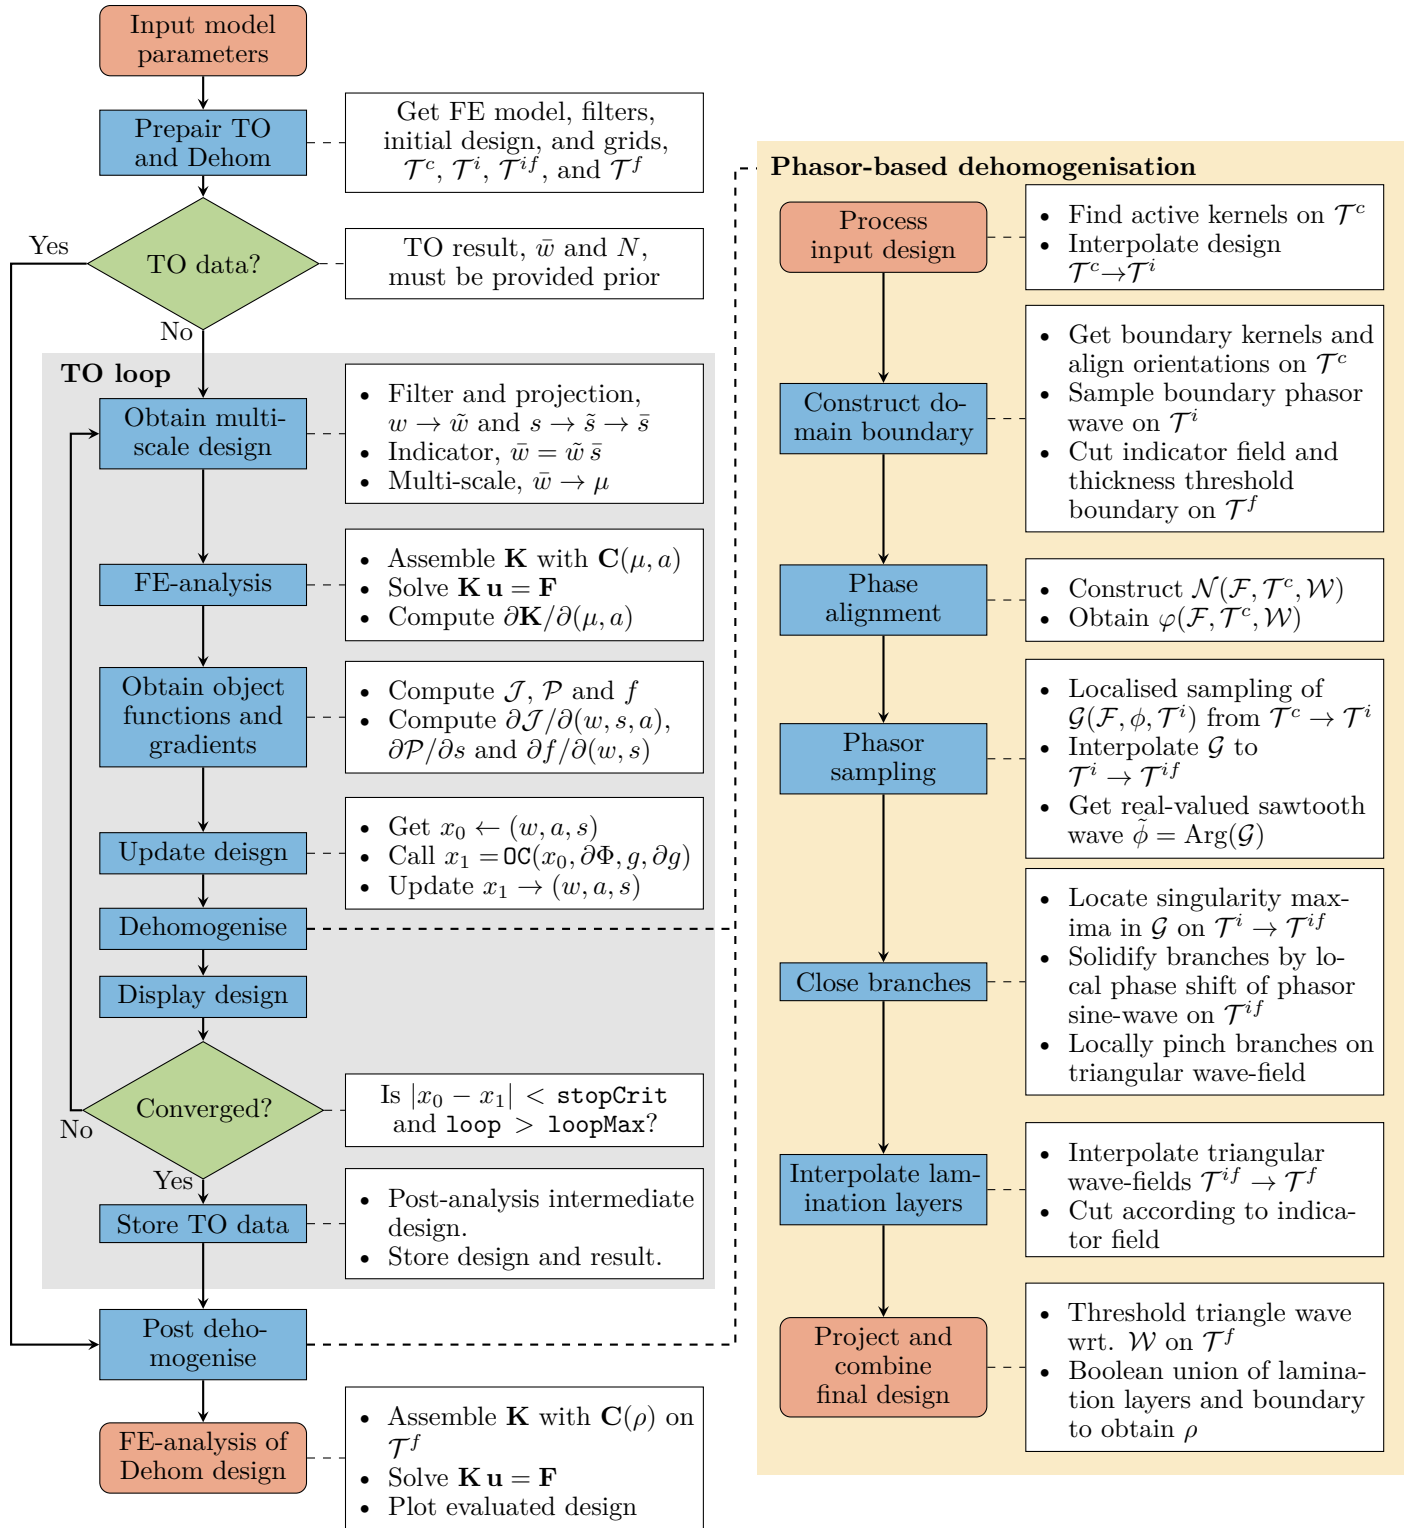 Input model
parameters
Prepair TO
and Dehom
Get FE model, filters,
initial design, and grids,
𝒯^c, 𝒯^i, 𝒯^{if}, and 𝒯^f
Yes
TO data?
TO result, w̄ and N,
must be provided prior
No
TO loop
Obtain multi-
scale design
• Filter and projection,
w → w̃ and s → s̃ → s̄
• Indicator, w̄ = w̃ s̄
• Multi-scale, w̄ → μ
FE-analysis
• Assemble K with C(μ, a)
• Solve K u = F
• Compute ∂K/∂(μ, a)
Obtain object
functions and
gradients
• Compute 𝒥, 𝒫 and f
• Compute ∂𝒥/∂(w, s, a),
∂𝒫/∂s and ∂f/∂(w, s)
Update deisgn
• Get x₀ ← (w, a, s)
• Call x₁ = OC(x₀, ∂Φ, g, ∂g)
• Update x₁ → (w, a, s)
Dehomogenise
Display design
Converged?
No
Is |x₀ − x₁| < stopCrit
and loop > loopMax?
Yes
Store TO data
• Post-analysis intermediate
design.
• Store design and result.
Post deho-
mogenise
FE-analysis of
Dehom design
• Assemble K with C(ρ) on
𝒯^f
• Solve K u = F
• Plot evaluated design
Phasor-based dehomogenisation
Process
input design
• Find active kernels on 𝒯^c
• Interpolate design
𝒯^c→𝒯^i
Construct do-
main boundary
• Get boundary kernels and
align orientations on 𝒯^c
• Sample boundary phasor
wave on 𝒯^i
• Cut indicator field and
thickness threshold
boundary on 𝒯^f
Phase
alignment
• Construct 𝒩(ℱ, 𝒯^c, 𝒲)
• Obtain φ(ℱ, 𝒯^c, 𝒲)
Phasor
sampling
• Localised sampling of
𝒢(ℱ, ϕ, 𝒯^i) from 𝒯^c → 𝒯^i
• Interpolate 𝒢 to
𝒯^i → 𝒯^{if}
• Get real-valued sawtooth
wave ϕ̃ = Arg(𝒢)
Close branches
• Locate singularity max-
ima in 𝒢 on 𝒯^i → 𝒯^{if}
• Solidify branches by lo-
cal phase shift of phasor
sine-wave on 𝒯^{if}
• Locally pinch branches on
triangular wave-field
Interpolate lam-
ination layers
• Interpolate triangular
wave-fields 𝒯^{if} → 𝒯^f
• Cut according to indica-
tor field
Project and
combine
final design
• Threshold triangle wave
wrt. 𝒲 on 𝒯^f
• Boolean union of lamina-
tion layers and boundary
to obtain ρ